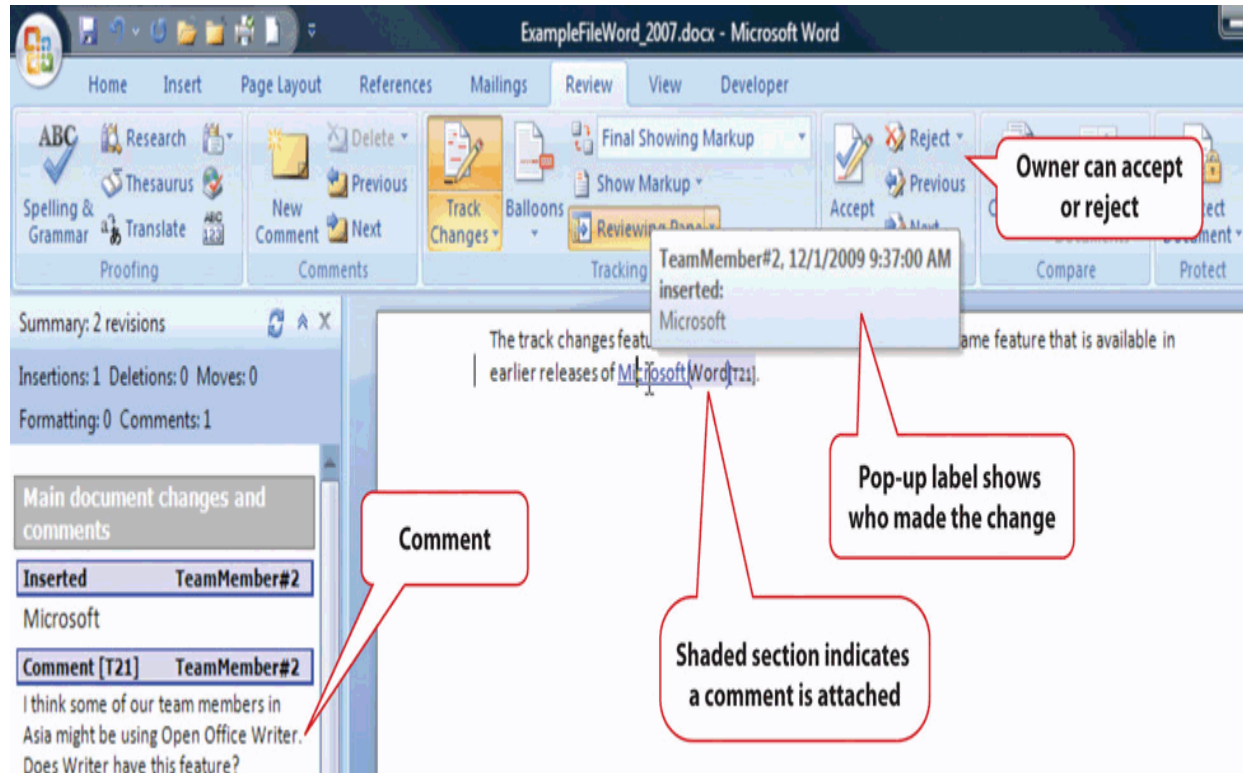 ExampleFileWord_2007.docx - Microsoft Word
Home Insert Page Layout References Mailings Review View Developer
ABC
Spelling &
Grammar
Research
Thesaurus
Translate
ABC
123
Proofing
New
Comment
Delete
Previous
Next
Comments
Track
Changes
Balloons
Final Showing Markup
Show Markup
Reviewing Pane
Tracking
Accept
Reject
Previous
Next
Compare
Protect
Owner can accept
or reject
TeamMember#2, 12/1/2009 9:37:00 AM
inserted:
Microsoft
Summary: 2 revisions
Insertions: 1 Deletions: 0 Moves: 0
Formatting: 0 Comments: 1
Main document changes and
comments
Inserted TeamMember#2
Microsoft
Comment [T21] TeamMember#2
I think some of our team members in
Asia might be using Open Office Writer.
Does Writer have this feature?
The track changes feature that is available in
earlier releases of Microsoft Word[T21].
Comment
Pop-up label shows
who made the change
Shaded section indicates
a comment is attached